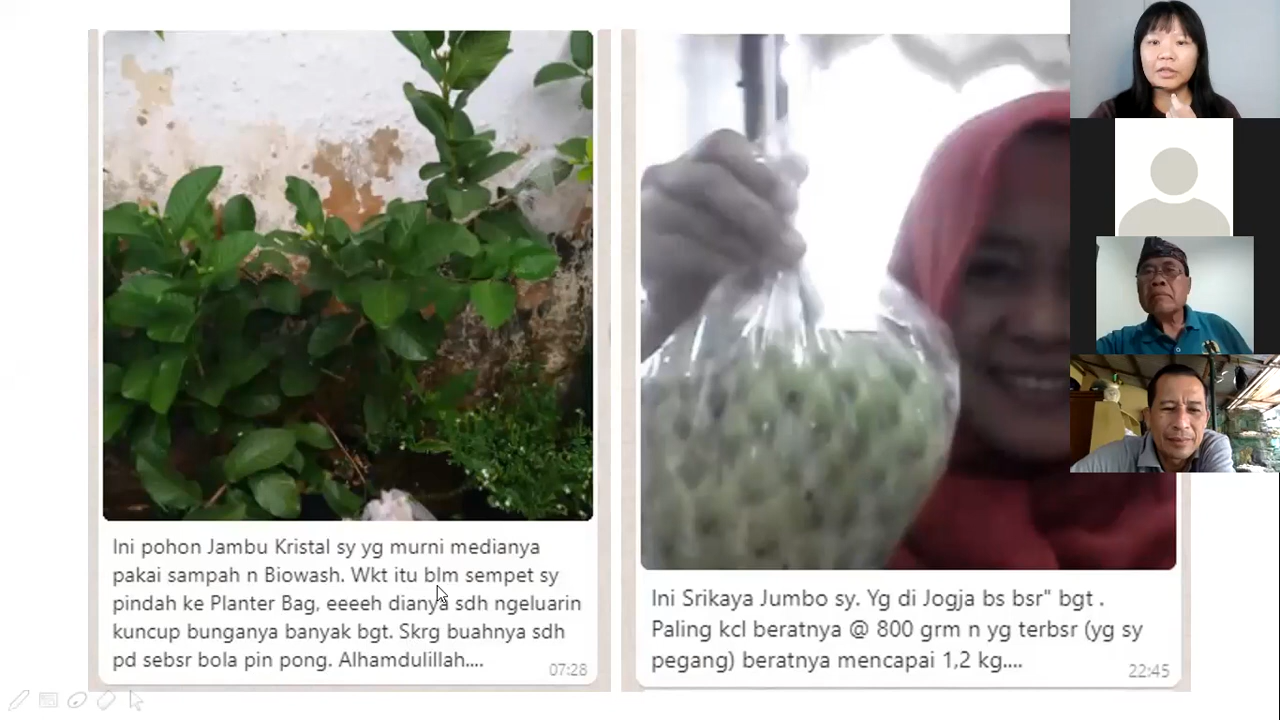 Ini pohon Jambu Kristal sy yg murni medianya
pakai sampah n Biowash. Wkt itu blm sempet sy
pindah ke Planter Bag, eeeeh dianya sdh ngeluarin
kuncup bunganya banyak bgt. Skrg buahnya sdh
pd sebsr bola pin pong. Alhamdulillah....
07:28
Ini Srikaya Jumbo sy. Yg di Jogja bs bsr" bgt .
Paling kcl beratnya @ 800 grm n yg terbsr (yg sy
pegang) beratnya mencapai 1,2 kg....
22:45